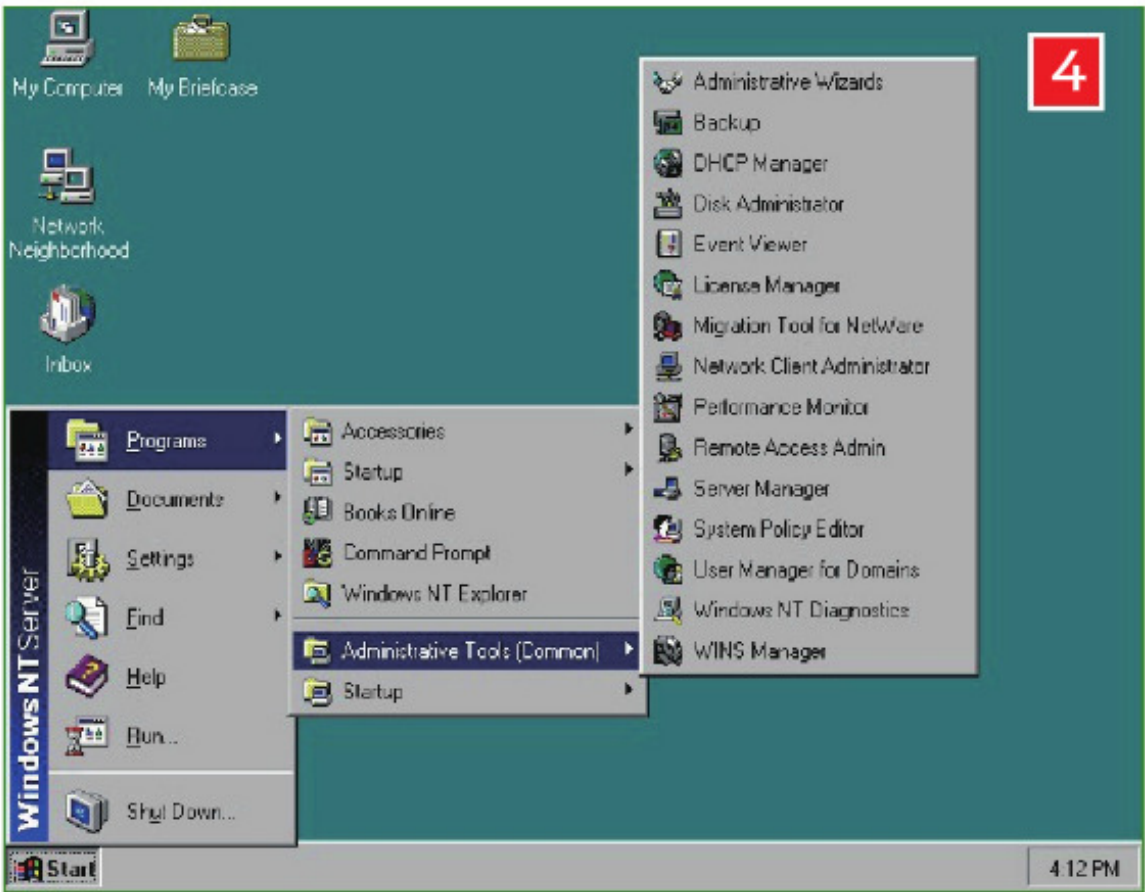 My Computer
My Briefcase
Network
Neighborhood
Inbox
4
Programs
Documents
Settings
Find
Help
Run...
Shut Down...
Windows NT Server
Accessories
Startup
Books Online
Command Prompt
Windows NT Explorer
Administrative Tools (Common)
Startup
Administrative Wizards
Backup
DHCP Manager
Disk Administrator
Event Viewer
License Manager
Migration Tool for NetWare
Network Client Administrator
Performance Monitor
Remote Access Admin
Server Manager
System Policy Editor
User Manager for Domains
Windows NT Diagnostics
WINS Manager
Start
4:12 PM